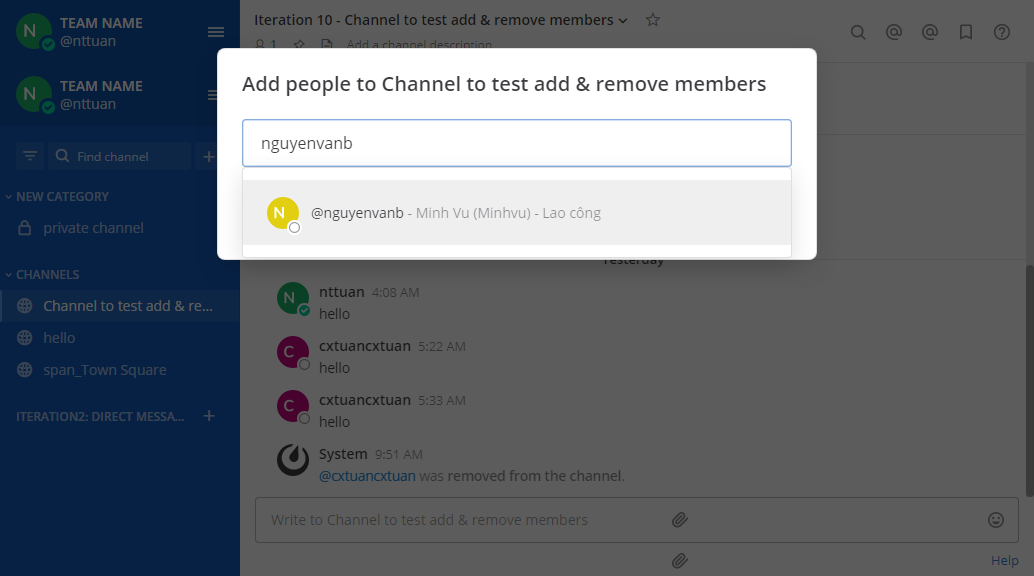 TEAM NAME
@nttuan
TEAM NAME
@nttuan
Find channel
NEW CATEGORY
private channel
CHANNELS
Channel to test add & re...
hello
span_Town Square
ITERATION2: DIRECT MESSA...
Iteration 10 - Channel to test add & remove members
1
Add a channel description
Add people to Channel to test add & remove members
nguyenvanb
N
@nguyenvanb - Minh Vu (Minhvu) - Lao công
Yesterday
N
nttuan 4:08 AM
hello
C
cxtuancxtuan 5:22 AM
hello
C
cxtuancxtuan 5:33 AM
hello
System 9:51 AM
@cxtuancxtuan was removed from the channel.
Write to Channel to test add & remove members
Help